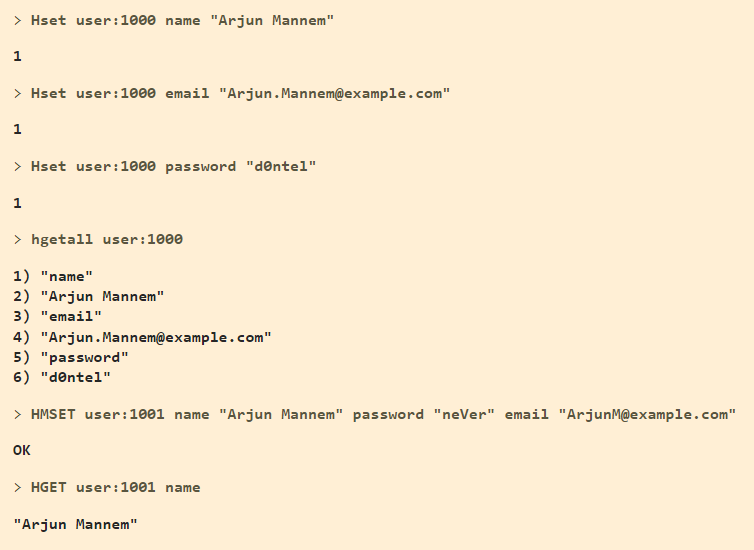 > Hset user:1000 name "Arjun Mannem"
1
> Hset user:1000 email "Arjun.Mannem@example.com"
1
> Hset user:1000 password "d0ntel"
1
> hgetall user:1000
1) "name"
2) "Arjun Mannem"
3) "email"
4) "Arjun.Mannem@example.com"
5) "password"
6) "d0ntel"
> HMSET user:1001 name "Arjun Mannem" password "neVer" email "ArjunM@example.com"
OK
> HGET user:1001 name
"Arjun Mannem"